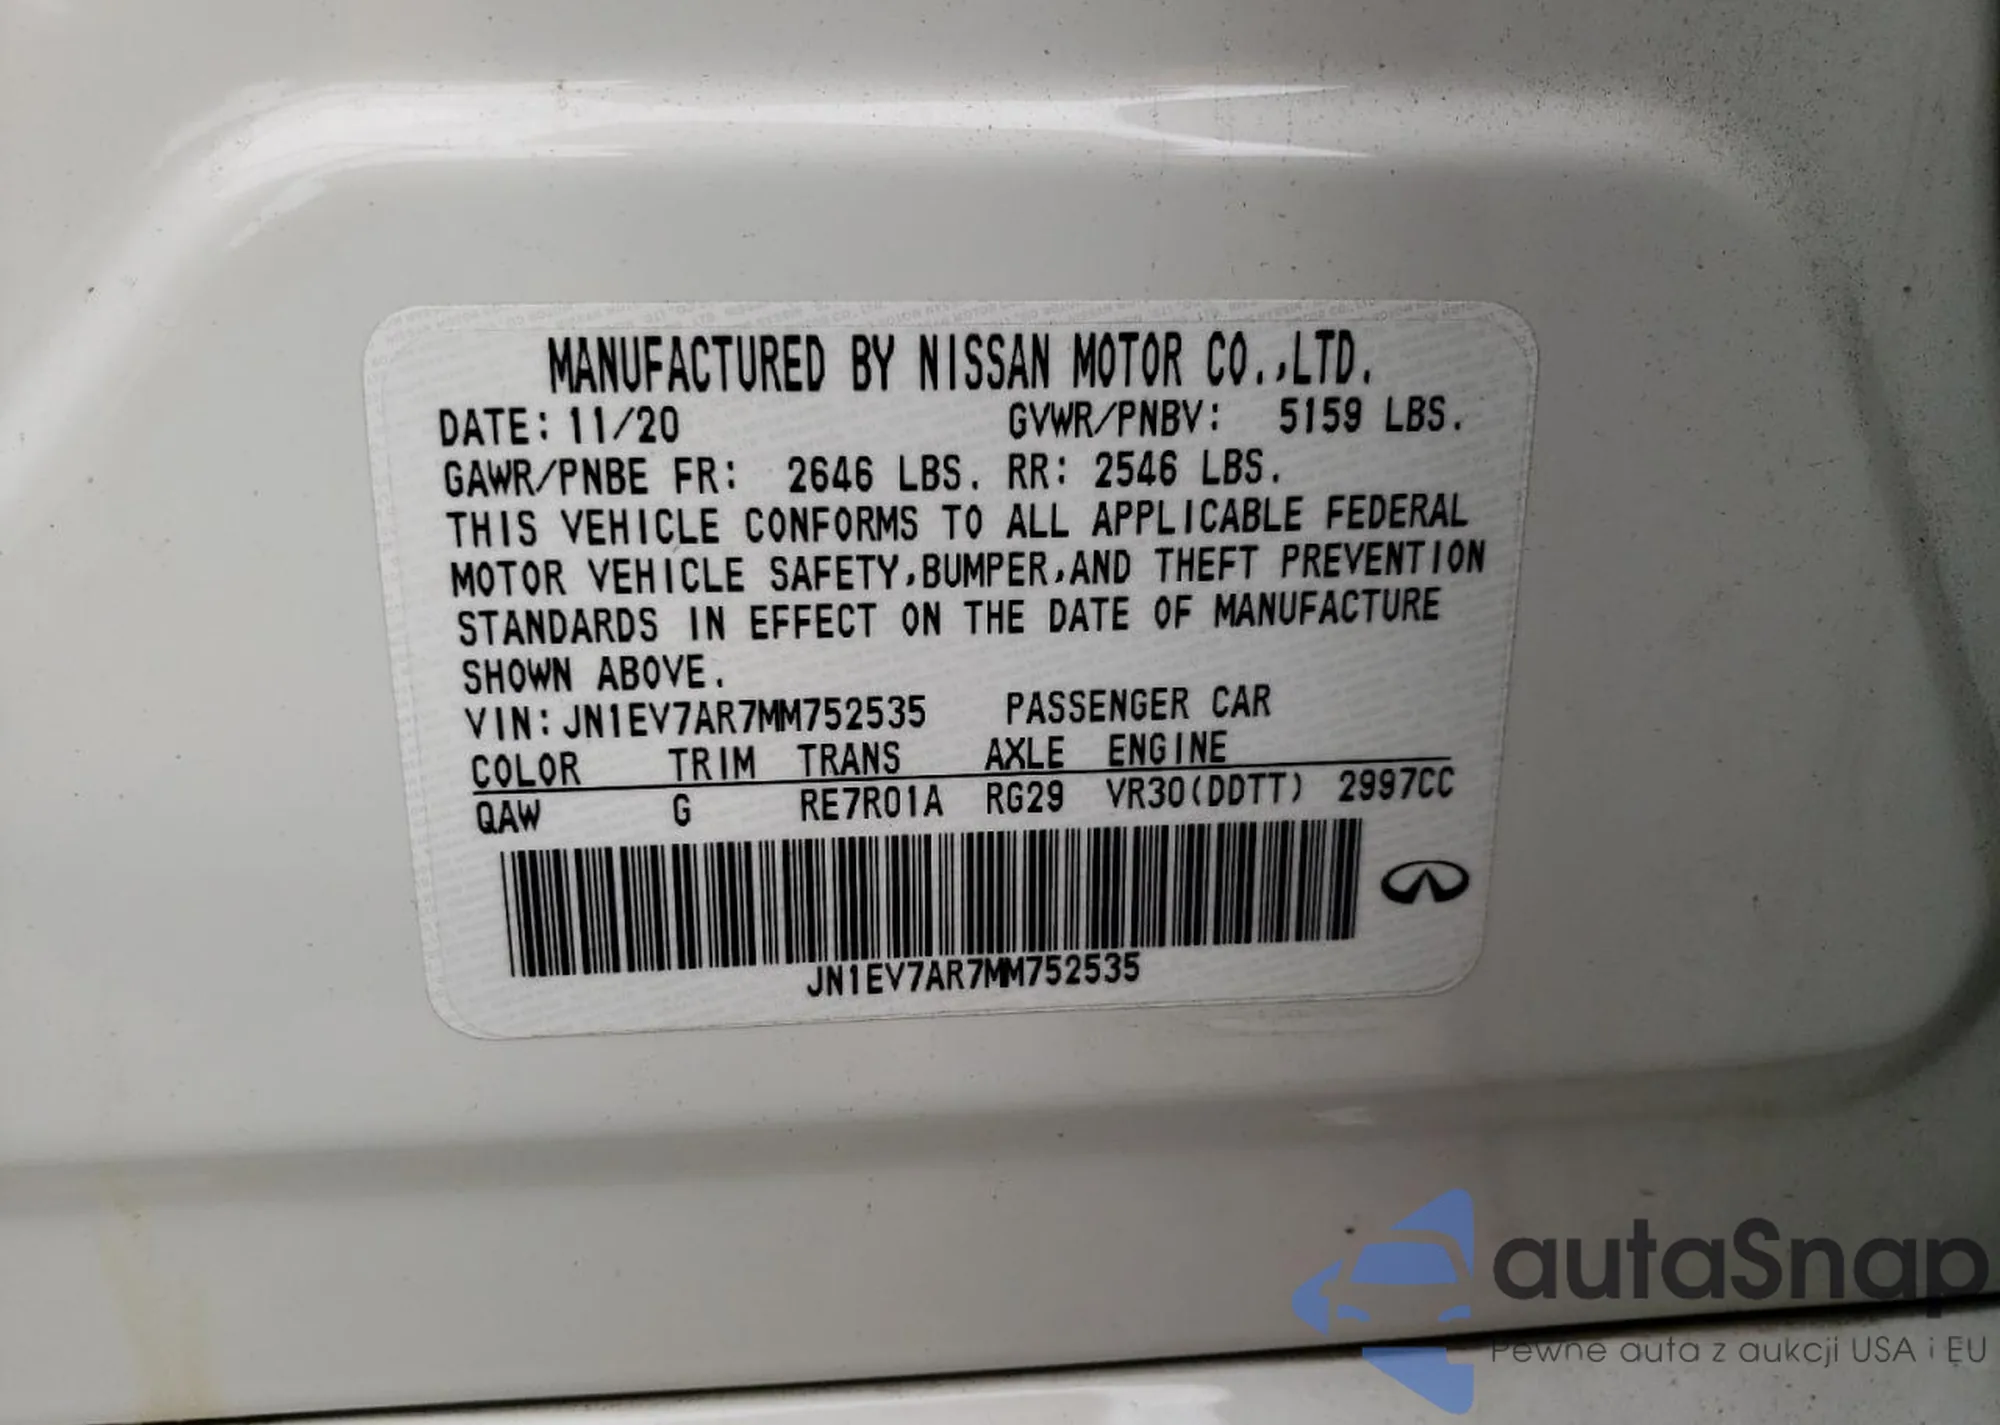 MANUFACTURED BY NISSAN MOTOR CO.,LTD.
DATE: 11/20 GVWR/PNBV: 5159 LBS.
GAWR/PNBE FR: 2646 LBS. RR: 2546 LBS.
THIS VEHICLE CONFORMS TO ALL APPLICABLE FEDERAL
MOTOR VEHICLE SAFETY,BUMPER,AND THEFT PREVENTION
STANDARDS IN EFFECT ON THE DATE OF MANUFACTURE
SHOWN ABOVE.
VIN:JN1EV7AR7MM752535 PASSENGER CAR
COLOR TRIM TRANS AXLE ENGINE
QAW G RE7R01A RG29 VR30(DDTT) 2997CC
JN1EV7AR7MM752535
autaSnap
Pewne auta z aukcji USA i EU